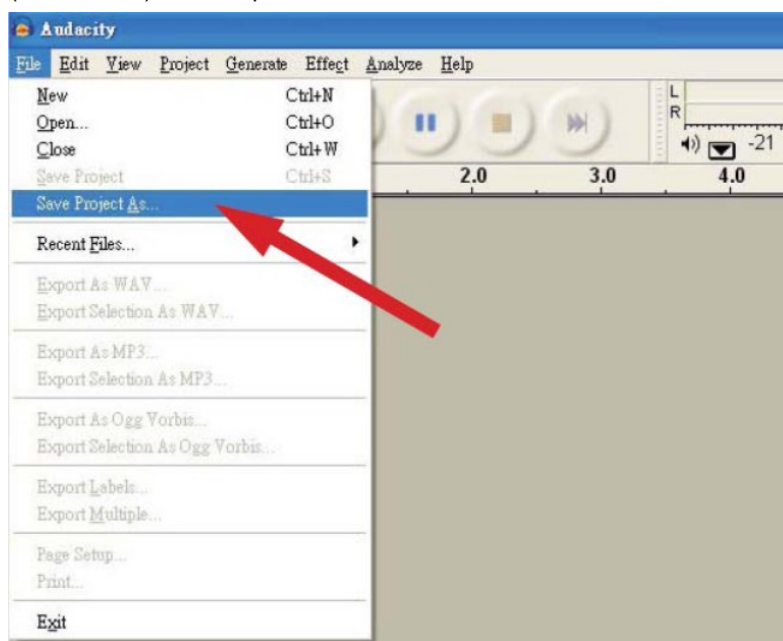 Audacity
File Edit View Project Generate Effect Analyze Help
New Ctrl+N
Open... Ctrl+O
Close Ctrl+W
Save Project Ctrl+S
Save Project As...
Recent Files...
Export As WAV...
Export Selection As WAV...
Export As MP3...
Export Selection As MP3...
Export As Ogg Vorbis...
Export Selection As Ogg Vorbis...
Export Labels...
Export Multiple...
Page Setup...
Print...
Exit
L
R
-21
2.0 3.0 4.0